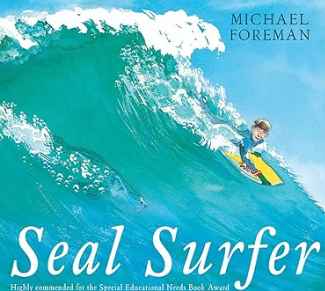 MICHAEL
FOREMAN
Seal Surfer
Highly commended for the Special Educational Needs Book Award